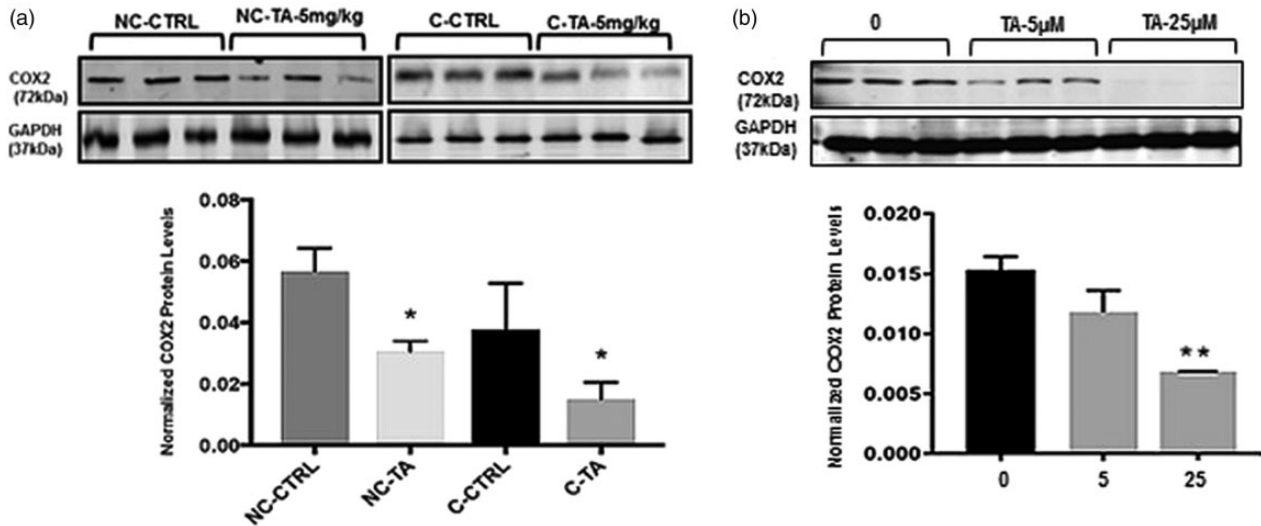 (a)
NC-CTRL NC-TA-5mg/kg C-CTRL C-TA-5mg/kg
COX2
(72kDa)
GAPDH
(37kDa)
Normalized COX2 Protein Levels
0.08
0.06
0.04
0.02
0.00
*
*
NC-CTRL
NC-TA
C-CTRL
C-TA
(b)
0 TA-5µM TA-25µM
COX2
(72kDa)
GAPDH
(37kDa)
Normalized COX2 Protein Levels
0.020
0.015
0.010
0.005
0.000
**
0 5 25